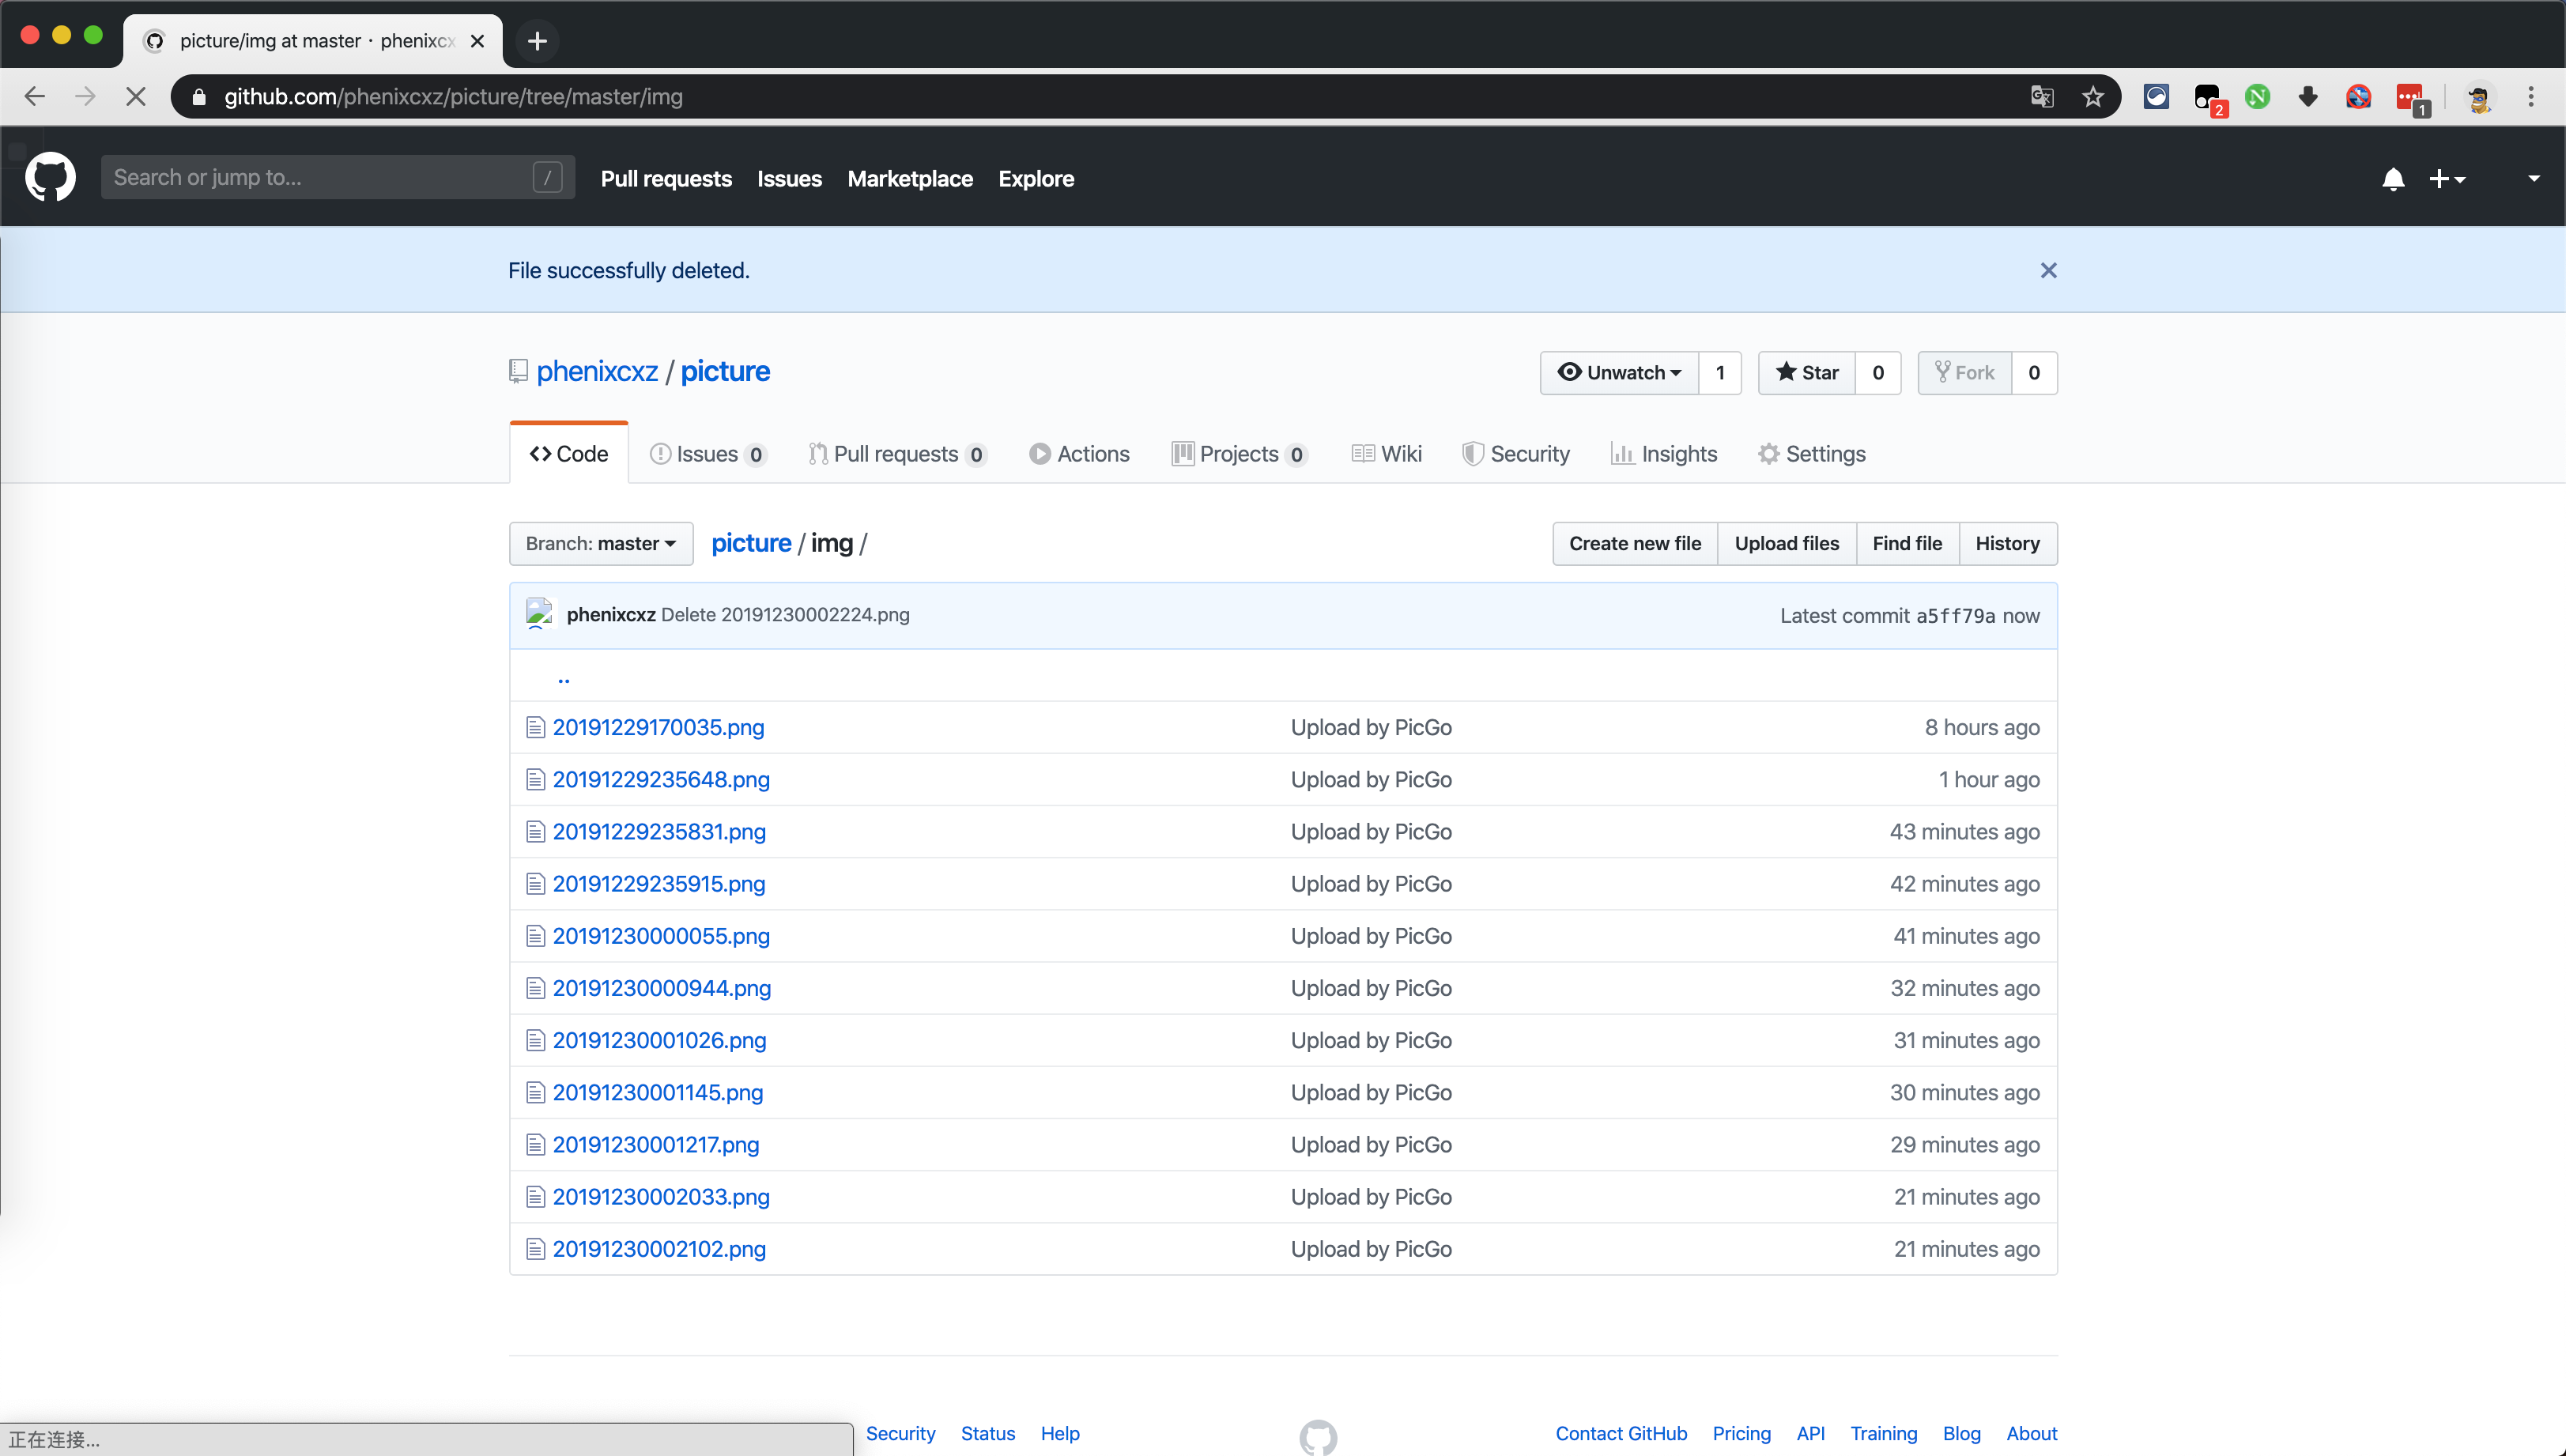 picture/img at master · phenixcx
github.com/phenixcxz/picture/tree/master/img
2
1
Search or jump to...
/
Pull requests
Issues
Marketplace
Explore
File successfully deleted.
phenixcxz / picture
Unwatch 1
Star 0
Fork 0
Code
Issues 0
Pull requests 0
Actions
Projects 0
Wiki
Security
Insights
Settings
Branch: master
picture / img /
Create new file
Upload files
Find file
History
phenixcxz Delete 20191230002224.png
Latest commit a5ff79a now
..
20191229170035.png Upload by PicGo 8 hours ago
20191229235648.png Upload by PicGo 1 hour ago
20191229235831.png Upload by PicGo 43 minutes ago
20191229235915.png Upload by PicGo 42 minutes ago
20191230000055.png Upload by PicGo 41 minutes ago
20191230000944.png Upload by PicGo 32 minutes ago
20191230001026.png Upload by PicGo 31 minutes ago
20191230001145.png Upload by PicGo 30 minutes ago
20191230001217.png Upload by PicGo 29 minutes ago
20191230002033.png Upload by PicGo 21 minutes ago
20191230002102.png Upload by PicGo 21 minutes ago
正在连接...
Security
Status
Help
Contact GitHub
Pricing
API
Training
Blog
About